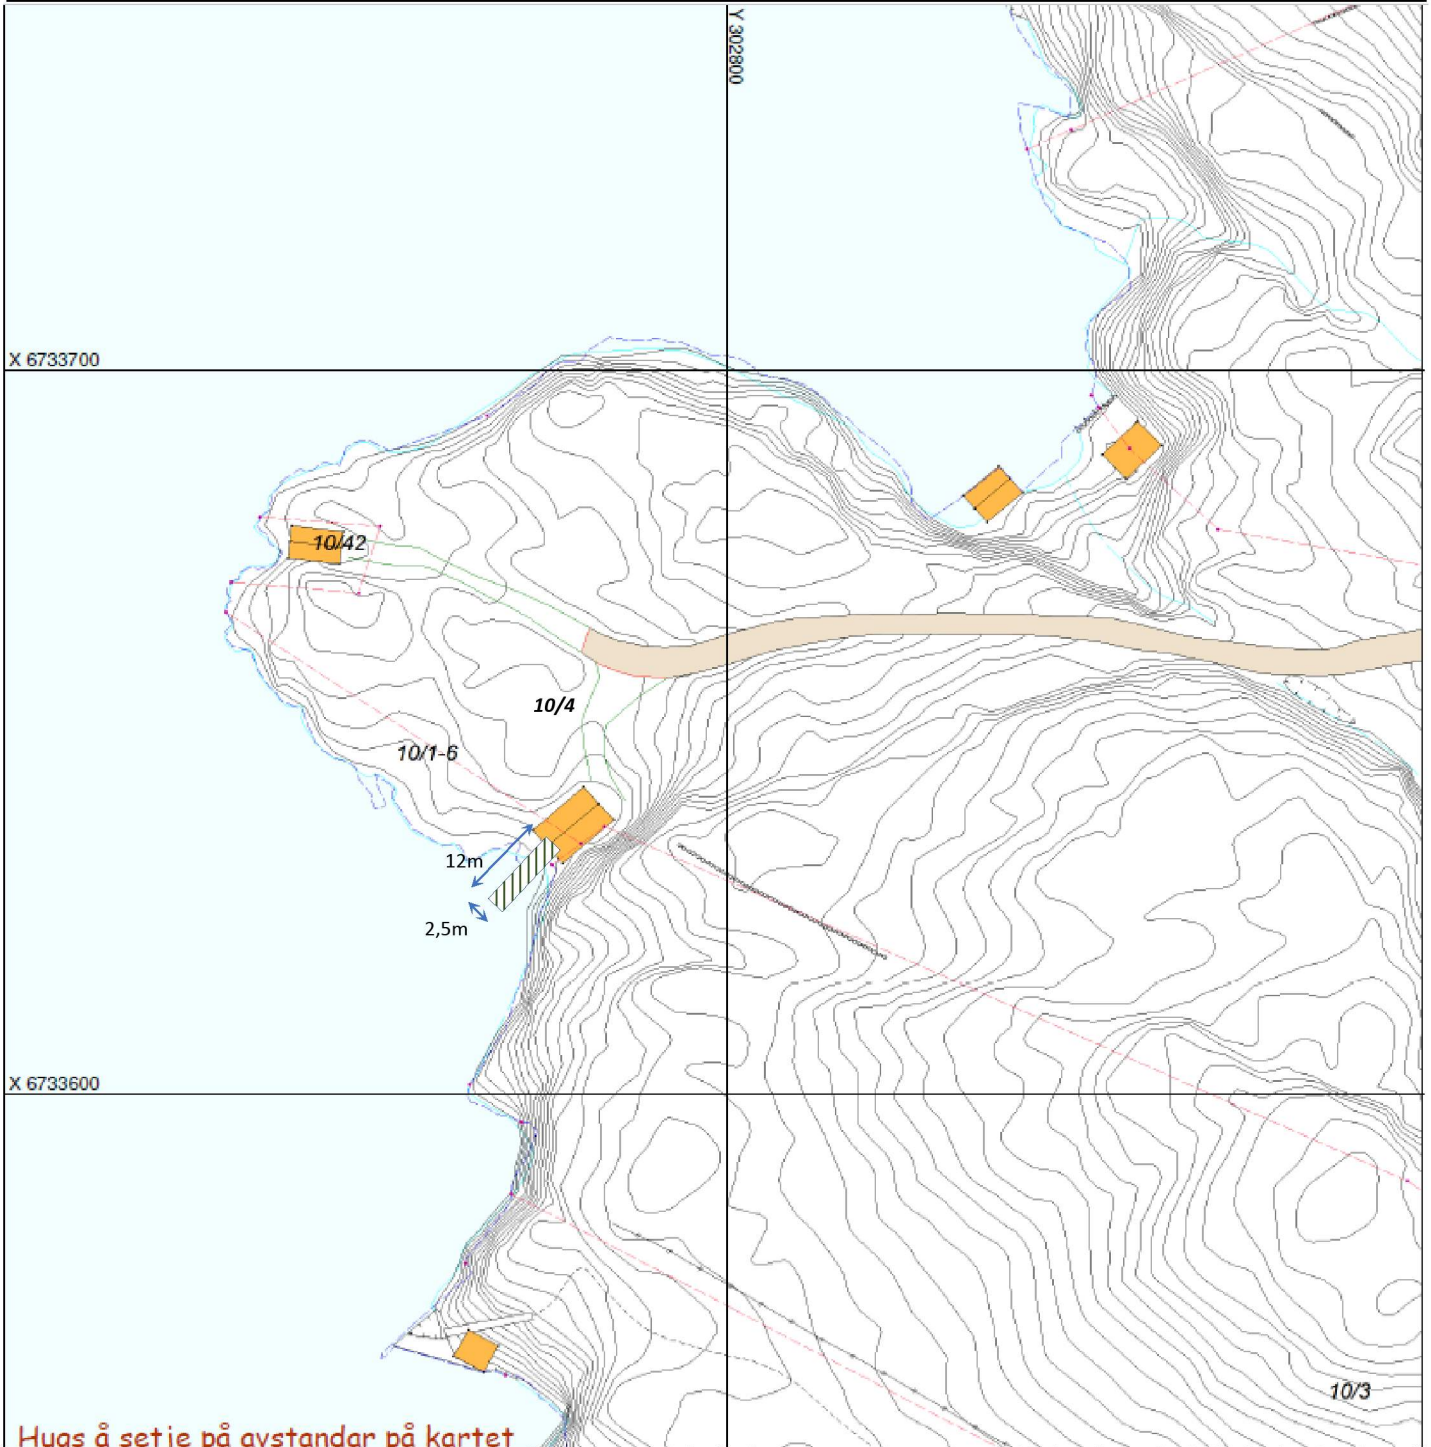 Y 302800
X 6733700
10/42
10/4
10/1-6
12m
2,5m
X 6733600
10/3
Hugs å setje på avstandar på kartet